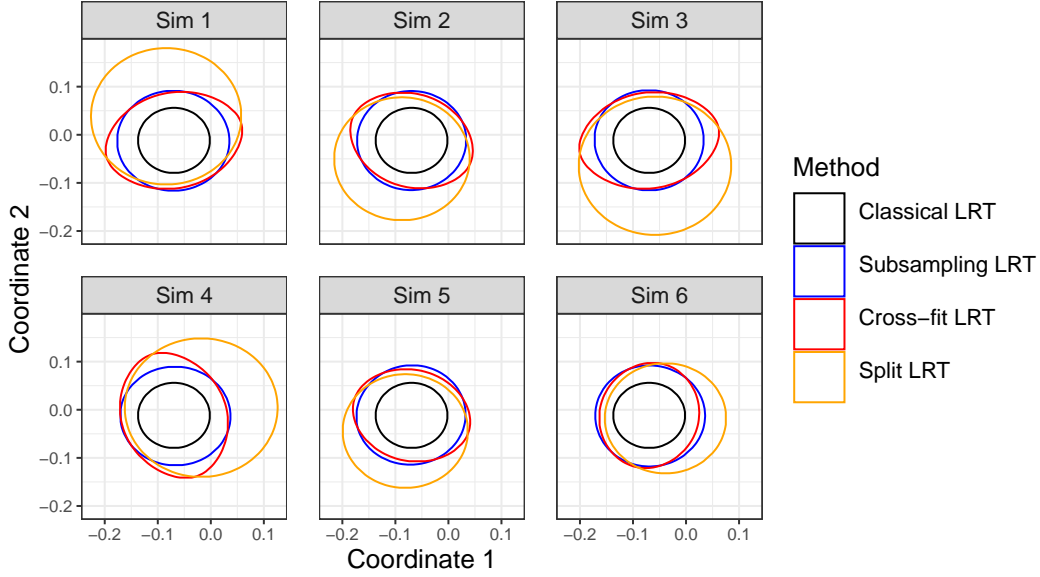 Sim 1 Sim 2 Sim 3
0.1
0.0
−0.1
−0.2
Sim 4 Sim 5 Sim 6
0.1
0.0
−0.1
−0.2
−0.2 −0.1 0.0 0.1 −0.2 −0.1 0.0 0.1 −0.2 −0.1 0.0 0.1
Coordinate 1
Coordinate 2
Method
Classical LRT
Subsampling LRT
Cross−fit LRT
Split LRT